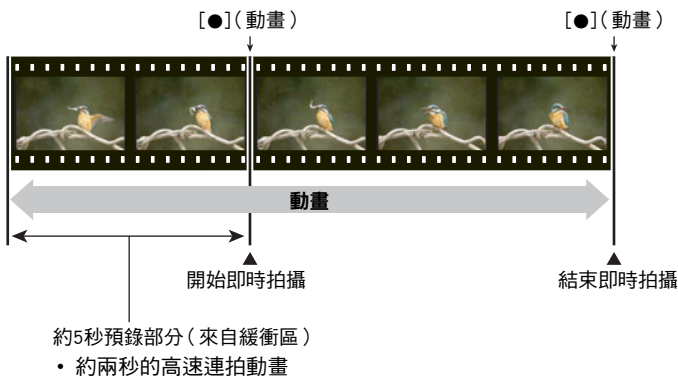 [●](動畫) [●](動畫)
動畫
開始即時拍攝 結束即時拍攝
約5秒預錄部分(來自緩衝區)
• 約兩秒的高速連拍動畫